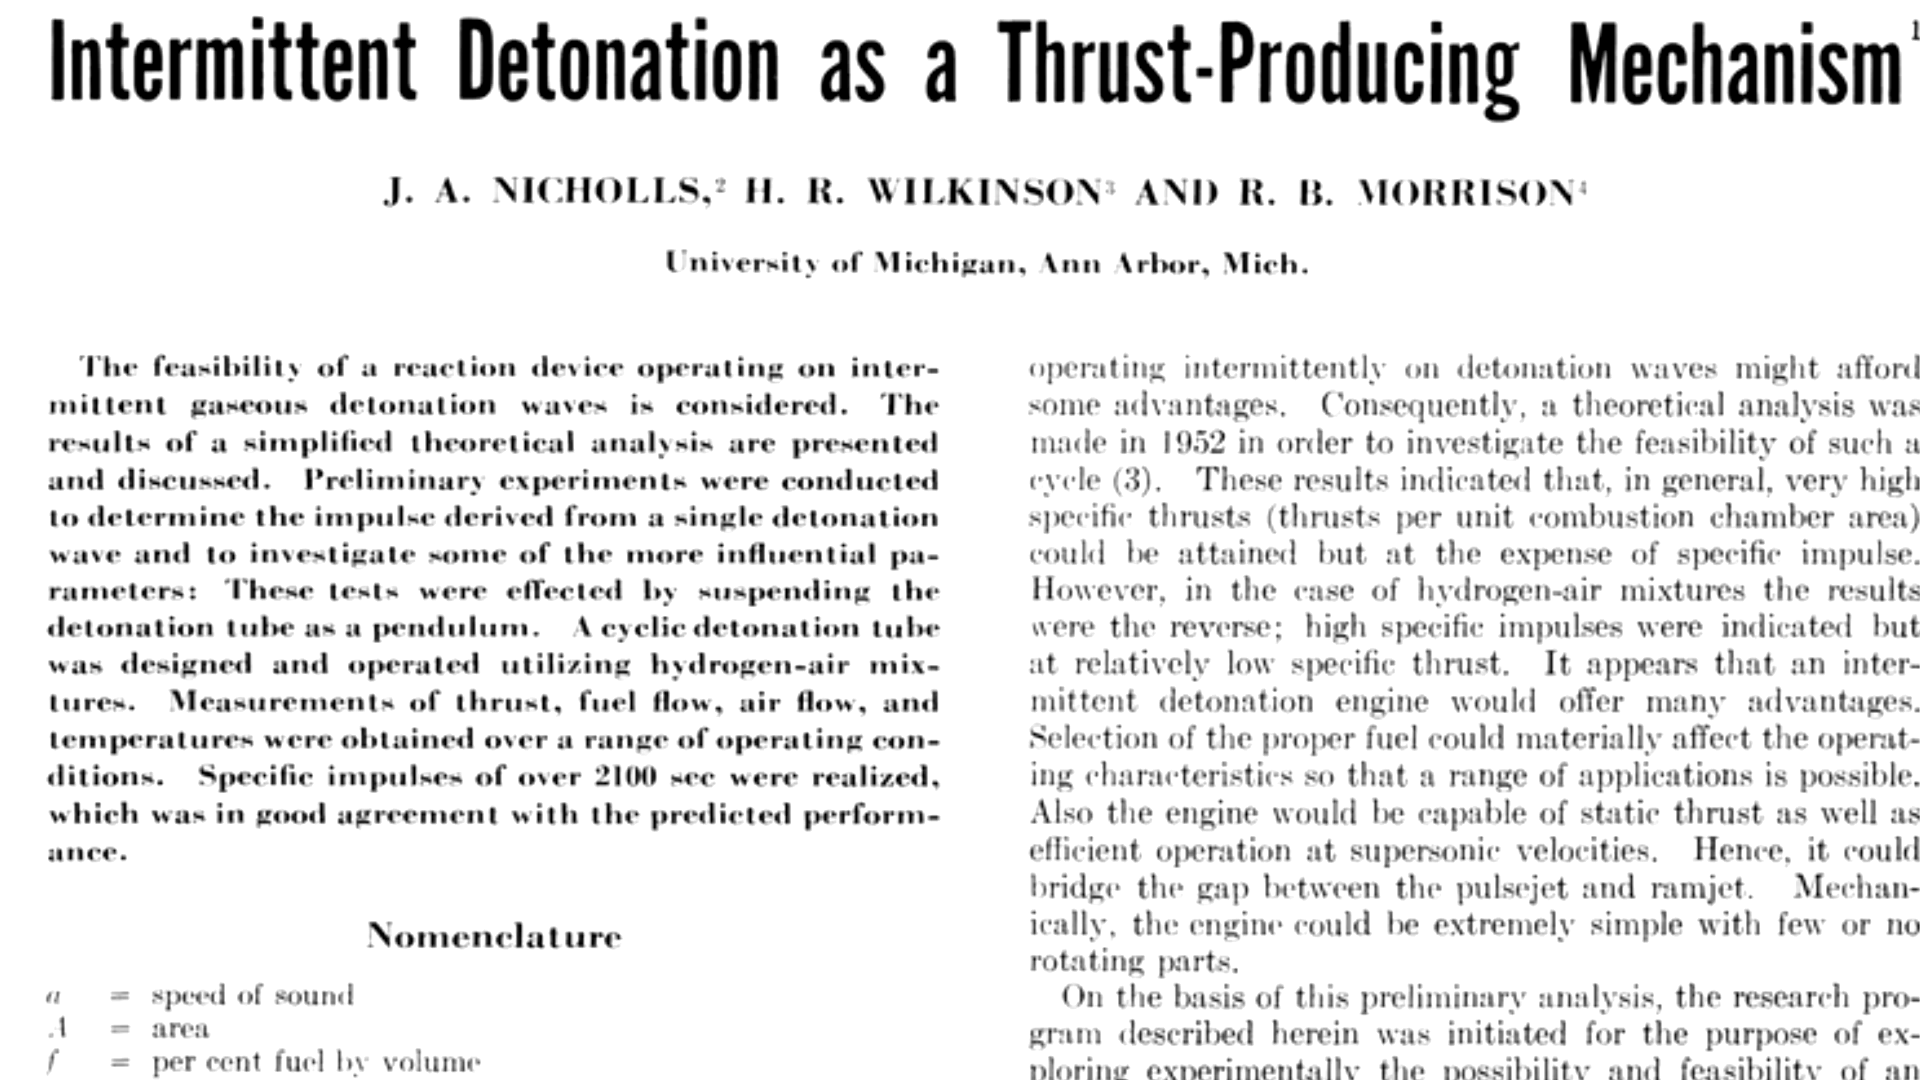 Intermittent Detonation as a Thrust-Producing Mechanism¹
J. A. NICHOLLS,² H. R. WILKINSON³ AND R. B. MORRISON⁴
University of Michigan, Ann Arbor, Mich.
The feasibility of a reaction device operating on inter-
mittent gaseous detonation waves is considered. The
results of a simplified theoretical analysis are presented
and discussed. Preliminary experiments were conducted
to determine the impulse derived from a single detonation
wave and to investigate some of the more influential pa-
rameters: These tests were effected by suspending the
detonation tube as a pendulum. A cyclic detonation tube
was designed and operated utilizing hydrogen-air mix-
tures. Measurements of thrust, fuel flow, air flow, and
temperatures were obtained over a range of operating con-
ditions. Specific impulses of over 2100 sec were realized,
which was in good agreement with the predicted perform-
ance.
Nomenclature
a = speed of sound
A = area
f = per cent fuel by volume
operating intermittently on detonation waves might afford
some advantages. Consequently, a theoretical analysis was
made in 1952 in order to investigate the feasibility of such a
cycle (3). These results indicated that, in general, very high
specific thrusts (thrusts per unit combustion chamber area)
could be attained but at the expense of specific impulse.
However, in the case of hydrogen-air mixtures the results
were the reverse; high specific impulses were indicated but
at relatively low specific thrust. It appears that an inter-
mittent detonation engine would offer many advantages.
Selection of the proper fuel could materially affect the operat-
ing characteristics so that a range of applications is possible.
Also the engine would be capable of static thrust as well as
efficient operation at supersonic velocities. Hence, it could
bridge the gap between the pulsejet and ramjet. Mechan-
ically, the engine could be extremely simple with few or no
rotating parts.
On the basis of this preliminary analysis, the research pro-
gram described herein was initiated for the purpose of ex-
ploring experimentally the possibility and feasibility of an